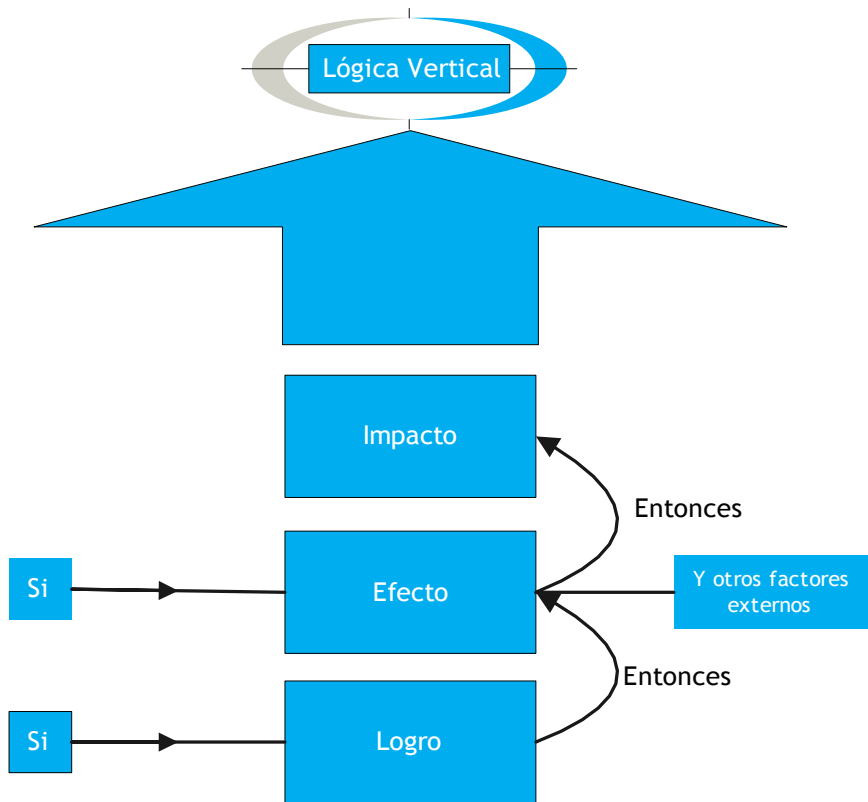 Lógica Vertical
Impacto
Entonces
Si
Efecto
Y otros factores
externos
Entonces
Si
Logro